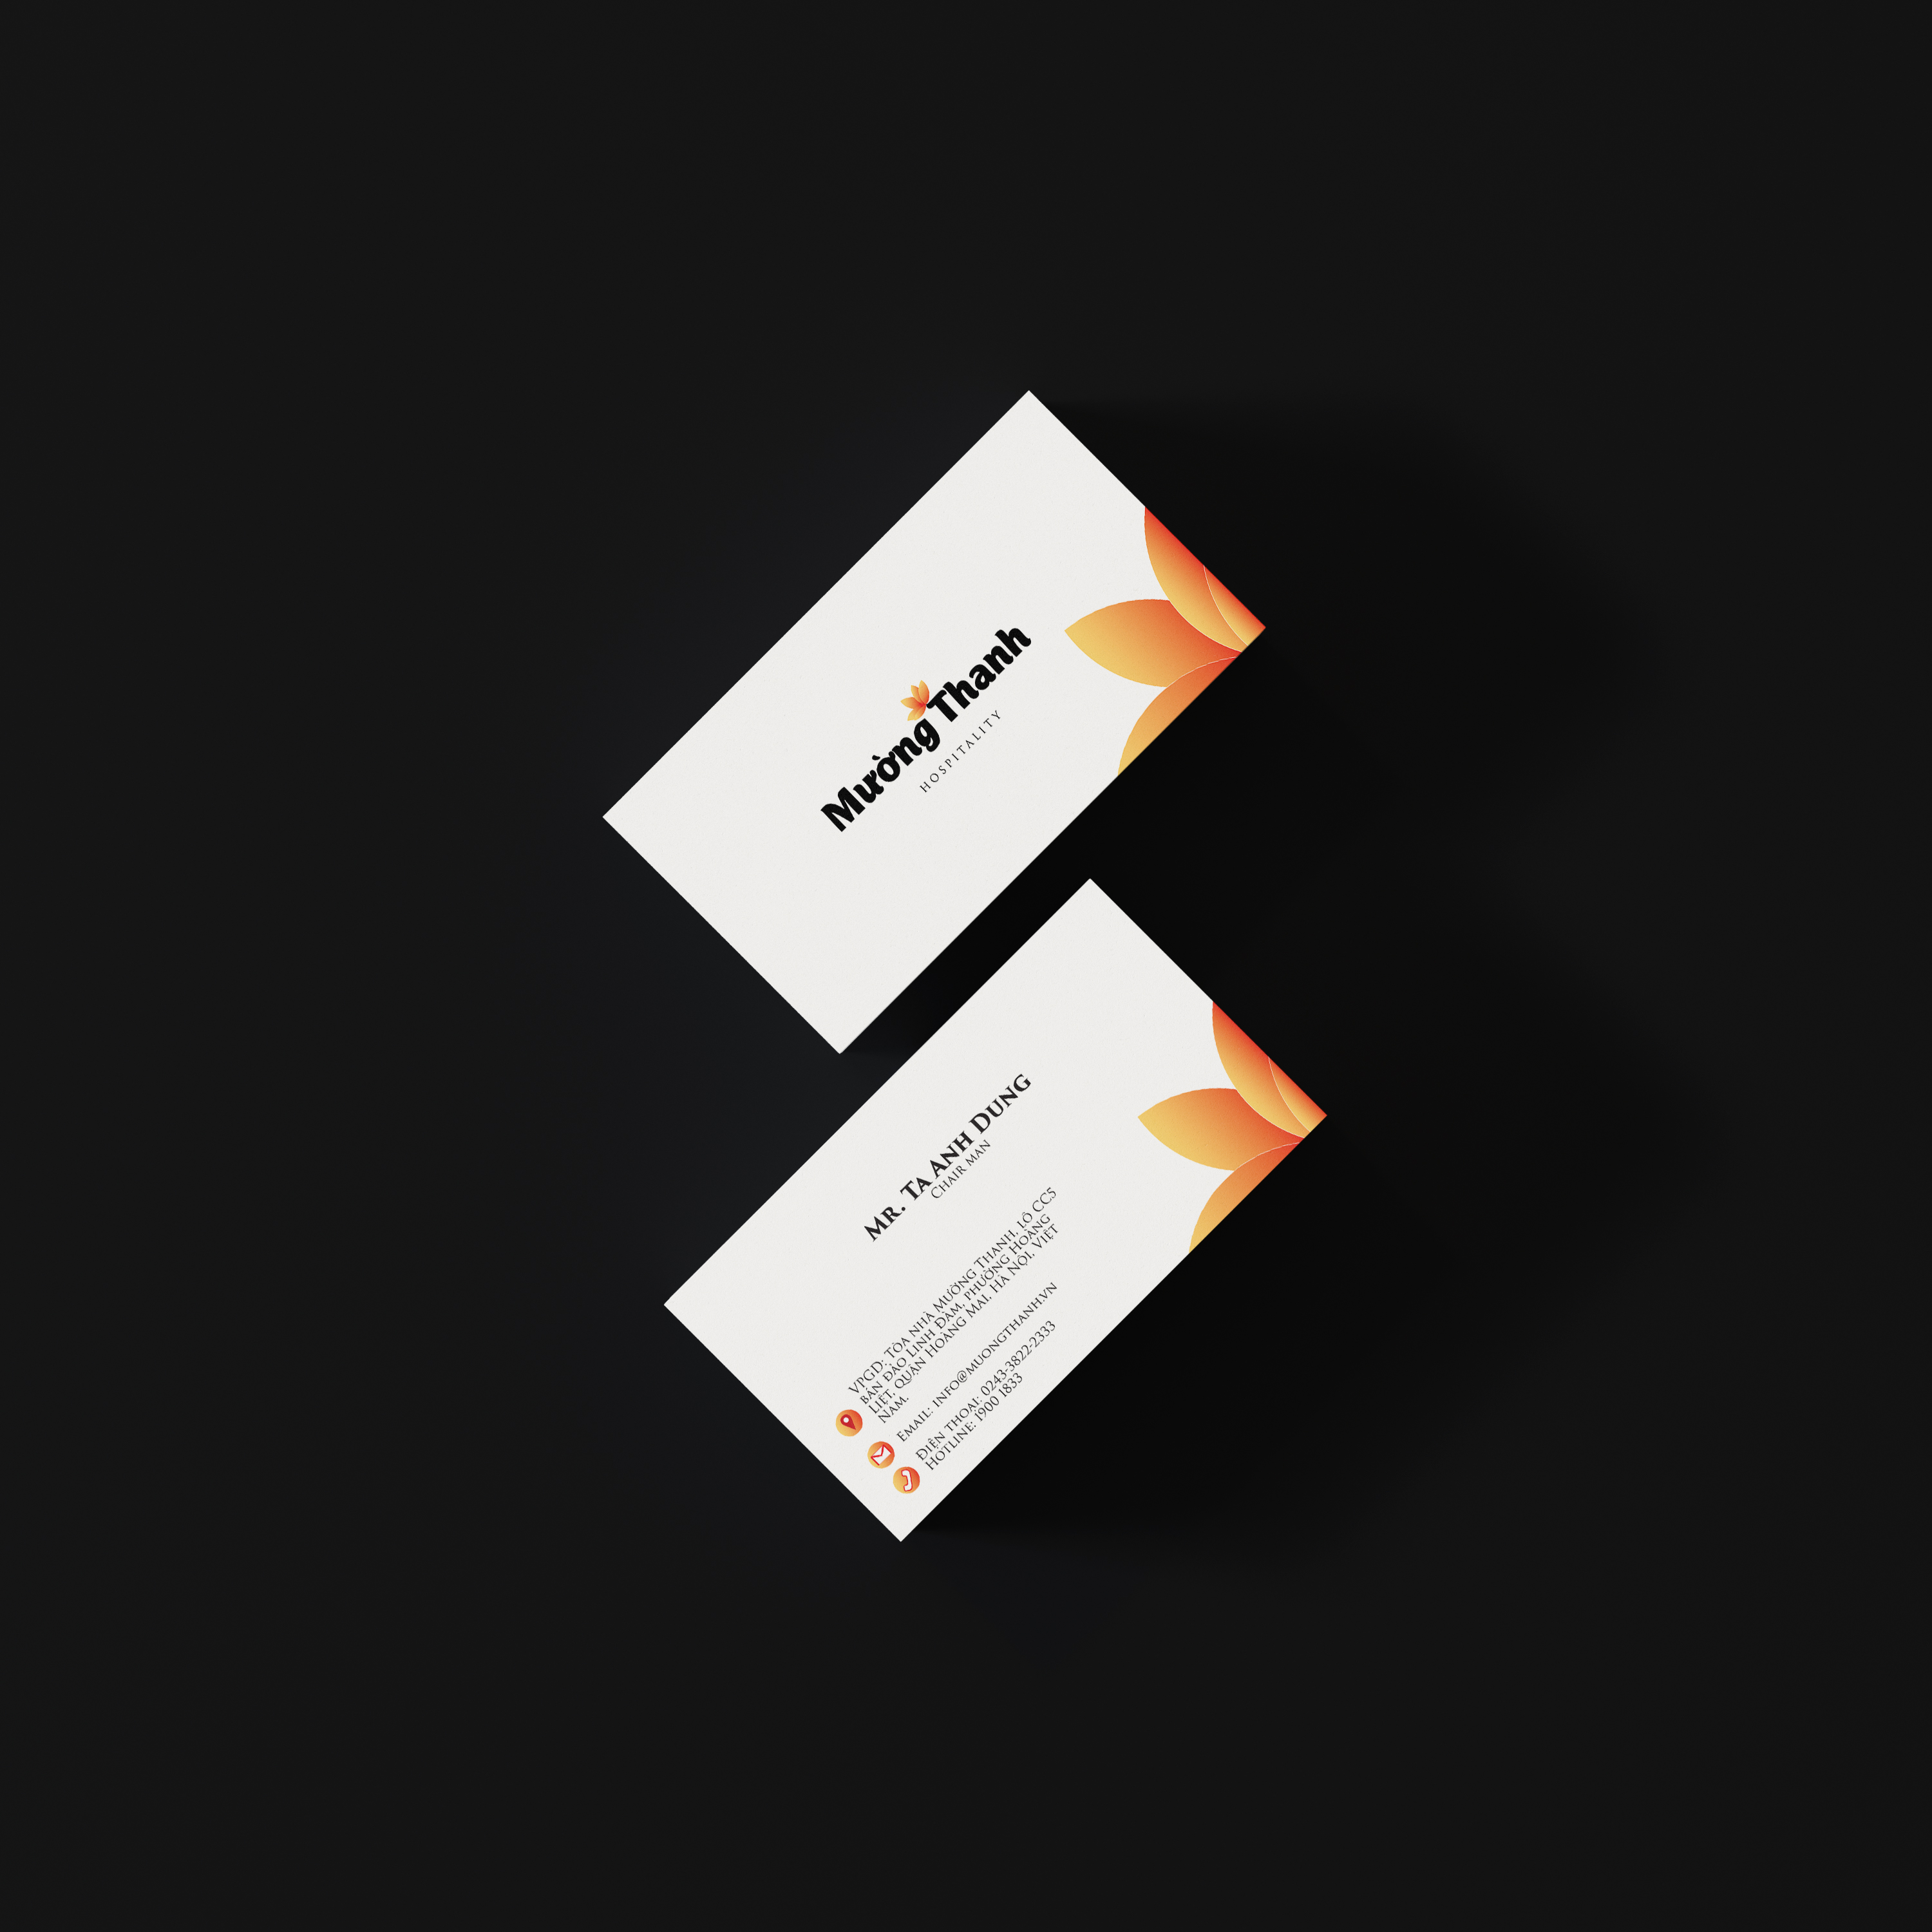 Mường Thanh
HOSPITALITY
Mr. Ta Anh Dung
Chair man
VPGD: Tòa nhà Mường Thanh, lô CC5
bán đảo Linh Đàm, phường Hoàng
Liệt, quận Hoàng Mai, Hà Nội, Việt
Nam.
Email: info@muongthanh.vn
Điện thoại: 0243-3822-2333
Hotline: 1900 1833